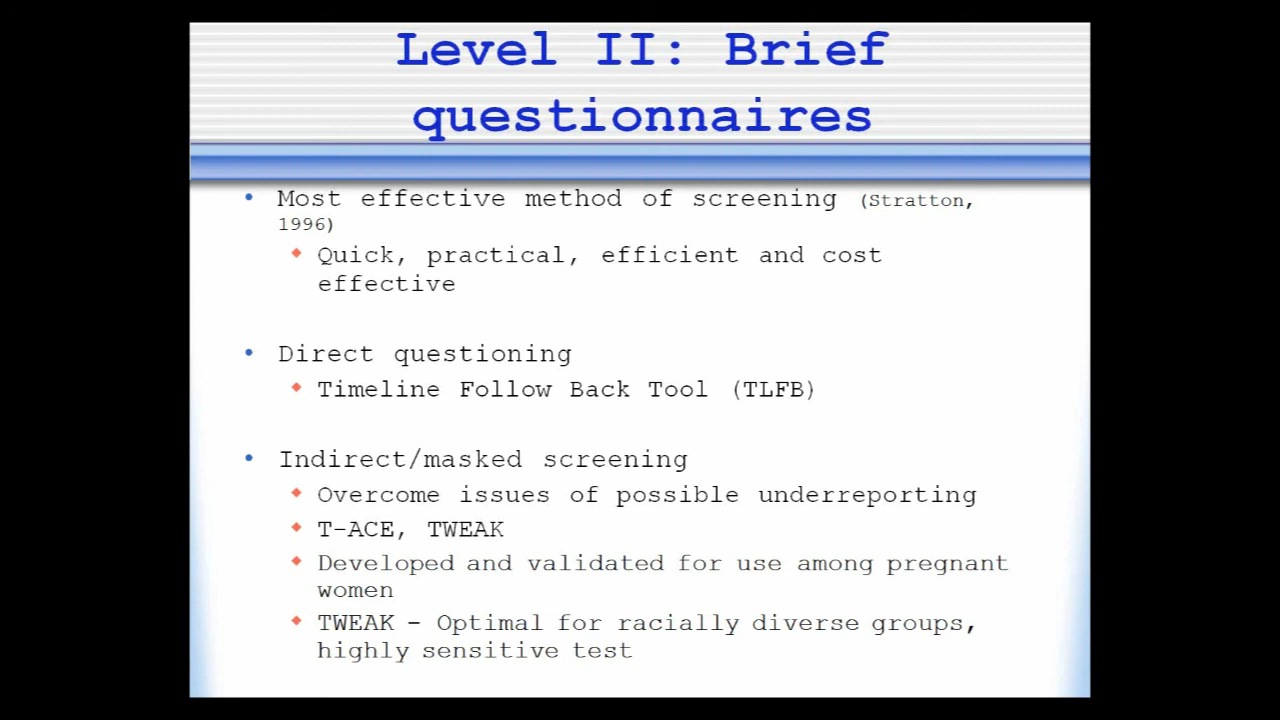 Level II: Brief
questionnaires
• Most effective method of screening (Stratton,
1996)
◆ Quick, practical, efficient and cost
effective
• Direct questioning
◆ Timeline Follow Back Tool (TLFB)
• Indirect/masked screening
◆ Overcome issues of possible underreporting
◆ T-ACE, TWEAK
◆ Developed and validated for use among pregnant
women
◆ TWEAK – Optimal for racially diverse groups,
highly sensitive test